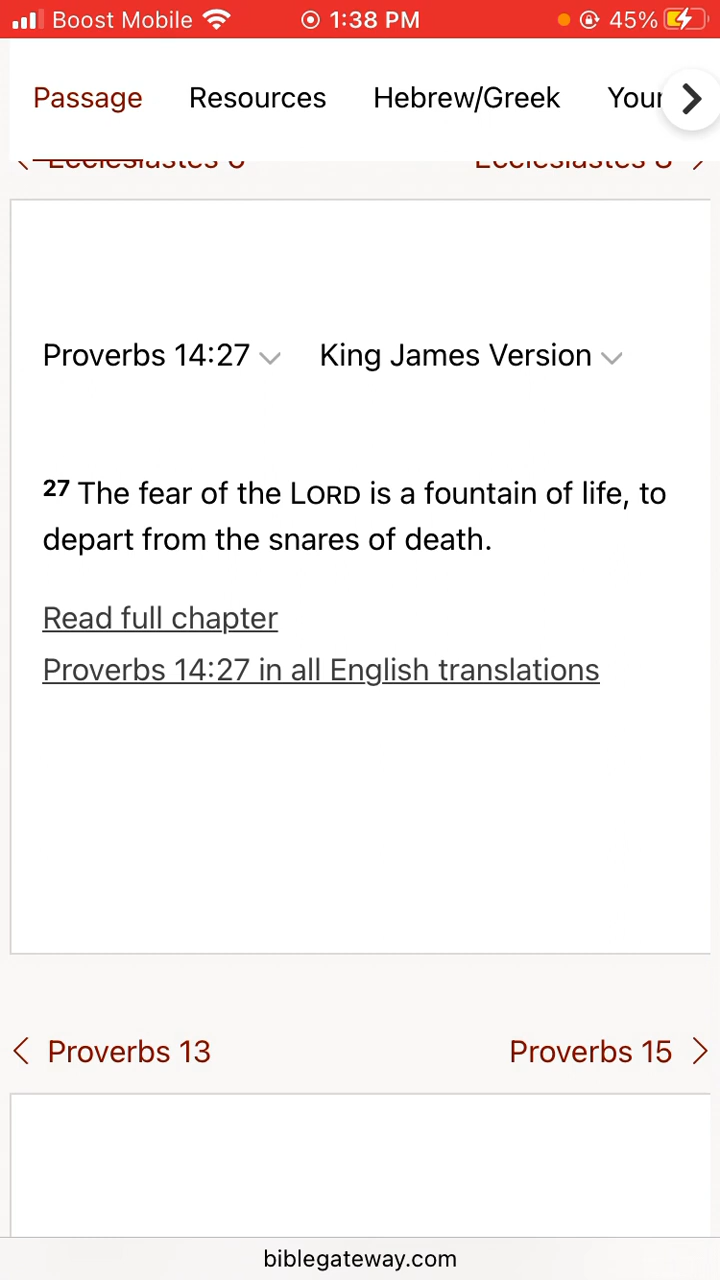 Boost Mobile 1:38 PM 45%
Passage Resources Hebrew/Greek Your
Proverbs 14:27 King James Version
27 The fear of the LORD is a fountain of life, to
depart from the snares of death.
Read full chapter
Proverbs 14:27 in all English translations
Proverbs 13 Proverbs 15
biblegateway.com